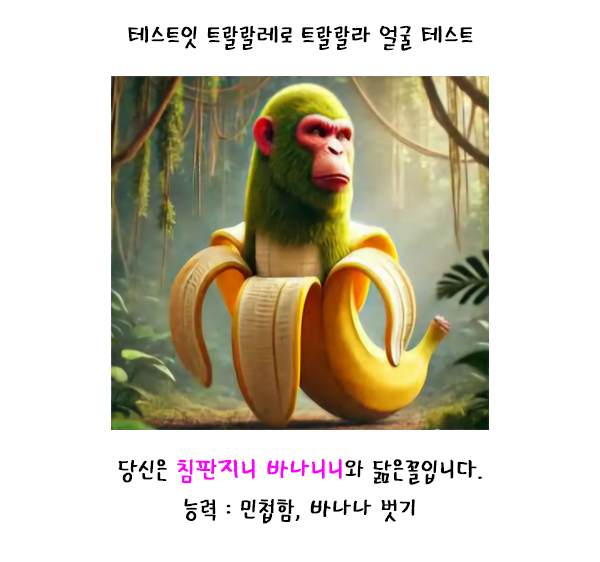 테스트잇 트랄랄레로 트랄랄라 얼굴 테스트
당신은 침판지니 바나니니와 닮은꼴입니다.
능력 : 민첩함, 바나나 벗기